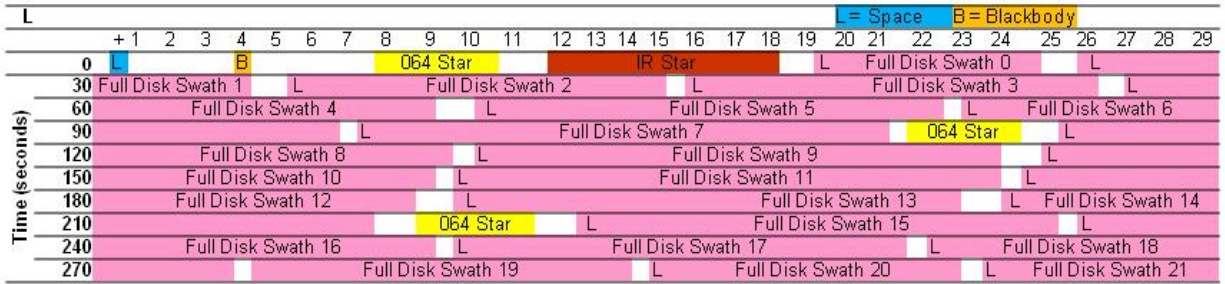 L L = Space B = Blackbody
+ 1 2 3 4 5 6 7 8 9 10 11 12 13 14 15 16 17 18 19 20 21 22 23 24 25 26 27 28 29
Time (seconds)
0 L B 064 Star IR Star L Full Disk Swath 0 L
30 Full Disk Swath 1 L Full Disk Swath 2 L Full Disk Swath 3 L
60 Full Disk Swath 4 L Full Disk Swath 5 L Full Disk Swath 6
90 L Full Disk Swath 7 064 Star L
120 Full Disk Swath 8 L Full Disk Swath 9 L
150 Full Disk Swath 10 L Full Disk Swath 11 L
180 Full Disk Swath 12 L Full Disk Swath 13 L Full Disk Swath 14
210 064 Star L Full Disk Swath 15 L
240 Full Disk Swath 16 L Full Disk Swath 17 L Full Disk Swath 18
270 Full Disk Swath 19 L Full Disk Swath 20 L Full Disk Swath 21